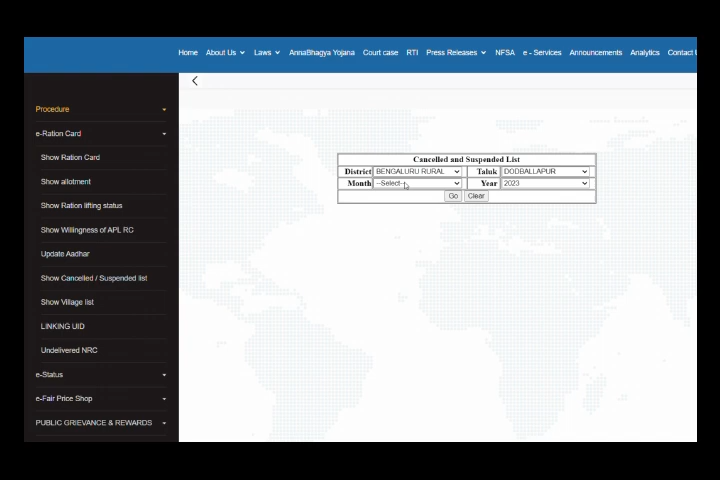 Home About Us Laws AnnaBhagya Yojana Court case RTI Press Releases NFSA e - Services Announcements Analytics Contact
Procedure
e-Ration Card
Show Ration Card
Show allotment
Show Ration lifting status
Show Willingness of APL RC
Update Aadhar
Show Cancelled / Suspended list
Show Village list
LINKING UID
Undelivered NRC
e-Status
e-Fair Price Shop
PUBLIC GRIEVANCE & REWARDS
Cancelled and Suspended List
District BENGALURU RURAL Taluk DODBALLAPUR
Month --Select-- Year 2023
Go Clear